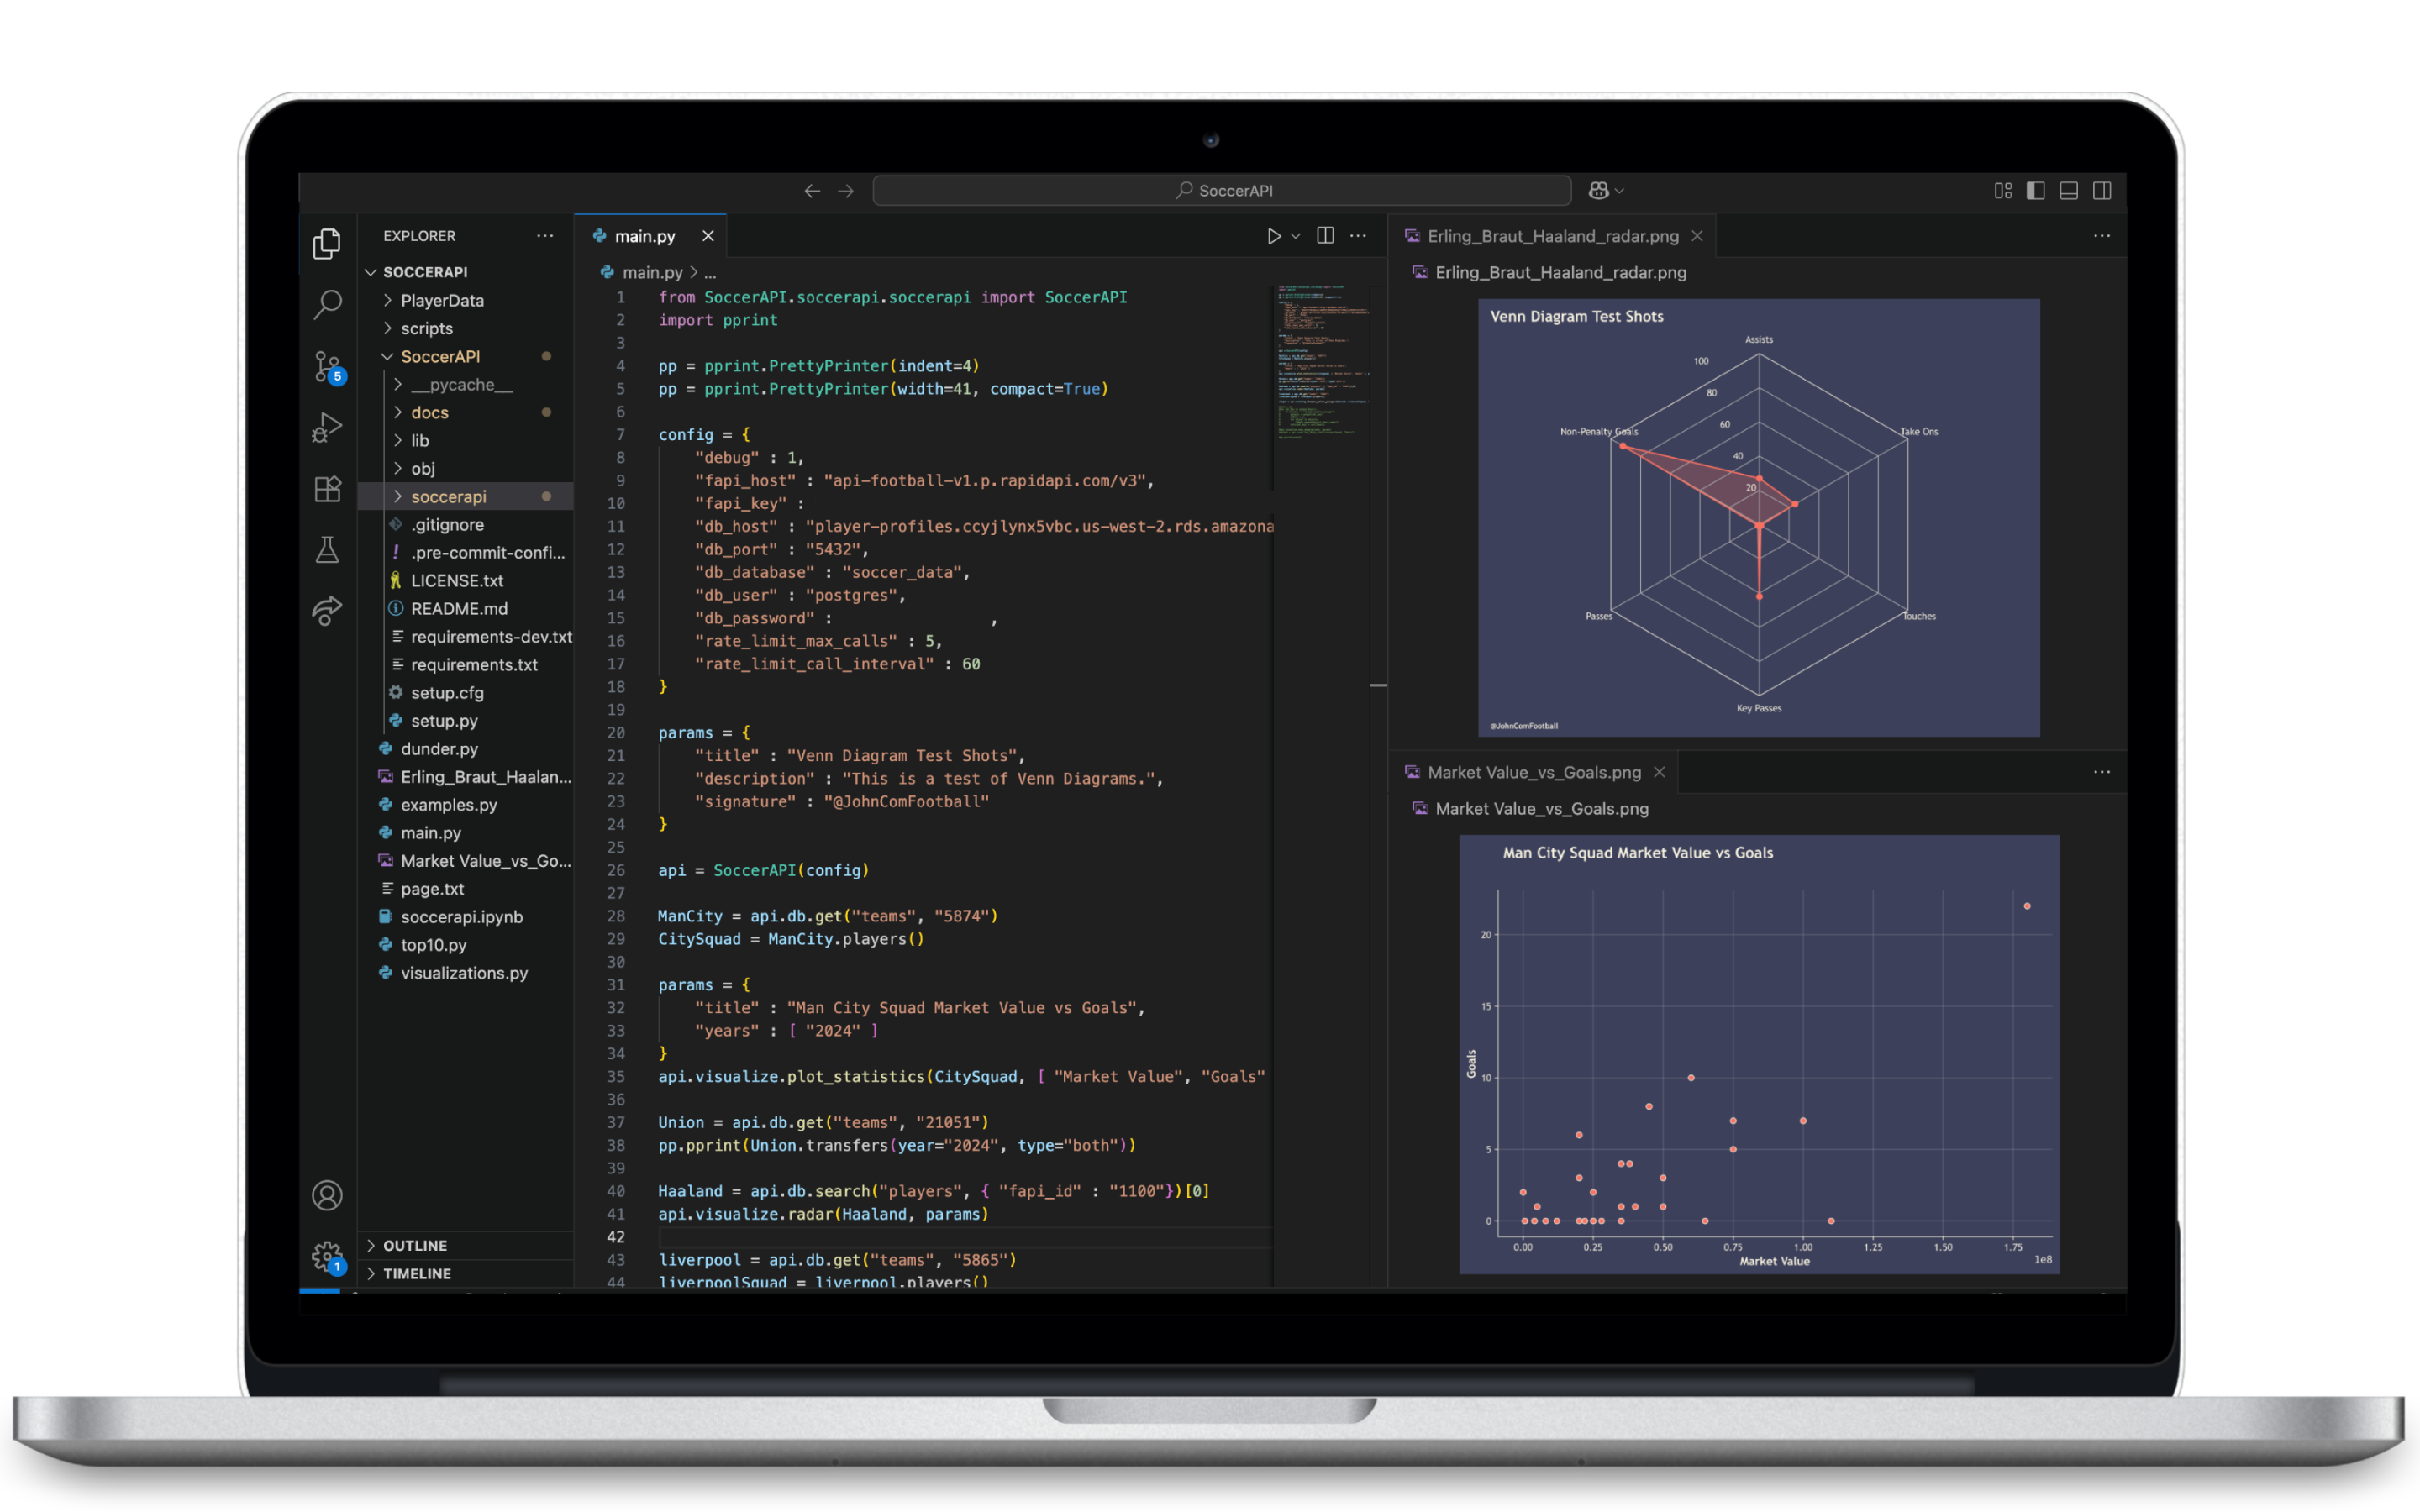 SoccerAPI
EXPLORER
SOCCERAPI
PlayerData
scripts
SoccerAPI
__pycache__
docs
lib
obj
soccerapi
.gitignore
.pre-commit-confi...
LICENSE.txt
README.md
requirements-dev.txt
requirements.txt
setup.cfg
setup.py
dunder.py
Erling_Braut_Haalan...
examples.py
main.py
Market Value_vs_Go...
page.txt
soccerapi.ipynb
top10.py
visualizations.py
OUTLINE
TIMELINE
5
1
main.py
main.py > ...
1 from SoccerAPI.soccerapi.soccerapi import SoccerAPI
2 import pprint
3
4 pp = pprint.PrettyPrinter(indent=4)
5 pp = pprint.PrettyPrinter(width=41, compact=True)
6
7 config = {
8 "debug" : 1,
9 "fapi_host" : "api-football-v1.p.rapidapi.com/v3",
10 "fapi_key" :
11 "db_host" : "player-profiles.ccyjlynx5vbc.us-west-2.rds.amazona
12 "db_port" : "5432",
13 "db_database" : "soccer_data",
14 "db_user" : "postgres",
15 "db_password" : ,
16 "rate_limit_max_calls" : 5,
17 "rate_limit_call_interval" : 60
18 }
19
20 params = {
21 "title" : "Venn Diagram Test Shots",
22 "description" : "This is a test of Venn Diagrams.",
23 "signature" : "@JohnComFootball"
24 }
25
26 api = SoccerAPI(config)
27
28 ManCity = api.db.get("teams", "5874")
29 CitySquad = ManCity.players()
30
31 params = {
32 "title" : "Man City Squad Market Value vs Goals",
33 "years" : [ "2024" ]
34 }
35 api.visualize.plot_statistics(CitySquad, [ "Market Value", "Goals"
36
37 Union = api.db.get("teams", "21051")
38 pp.pprint(Union.transfers(year="2024", type="both"))
39
40 Haaland = api.db.search("players", { "fapi_id" : "1100"})[0]
41 api.visualize.radar(Haaland, params)
42
43 liverpool = api.db.get("teams", "5865")
44 liverpoolSquad = liverpool.players()
Erling_Braut_Haaland_radar.png
Erling_Braut_Haaland_radar.png
Venn Diagram Test Shots
Assists
100
80
60
40
20
Non-Penalty Goals
Take Ons
Passes
Touches
Key Passes
@JohnComFootball
Market Value_vs_Goals.png
Market Value_vs_Goals.png
Man City Squad Market Value vs Goals
20
15
10
5
0
Goals
0.00 0.25 0.50 0.75 1.00 1.25 1.50 1.75
1e8
Market Value